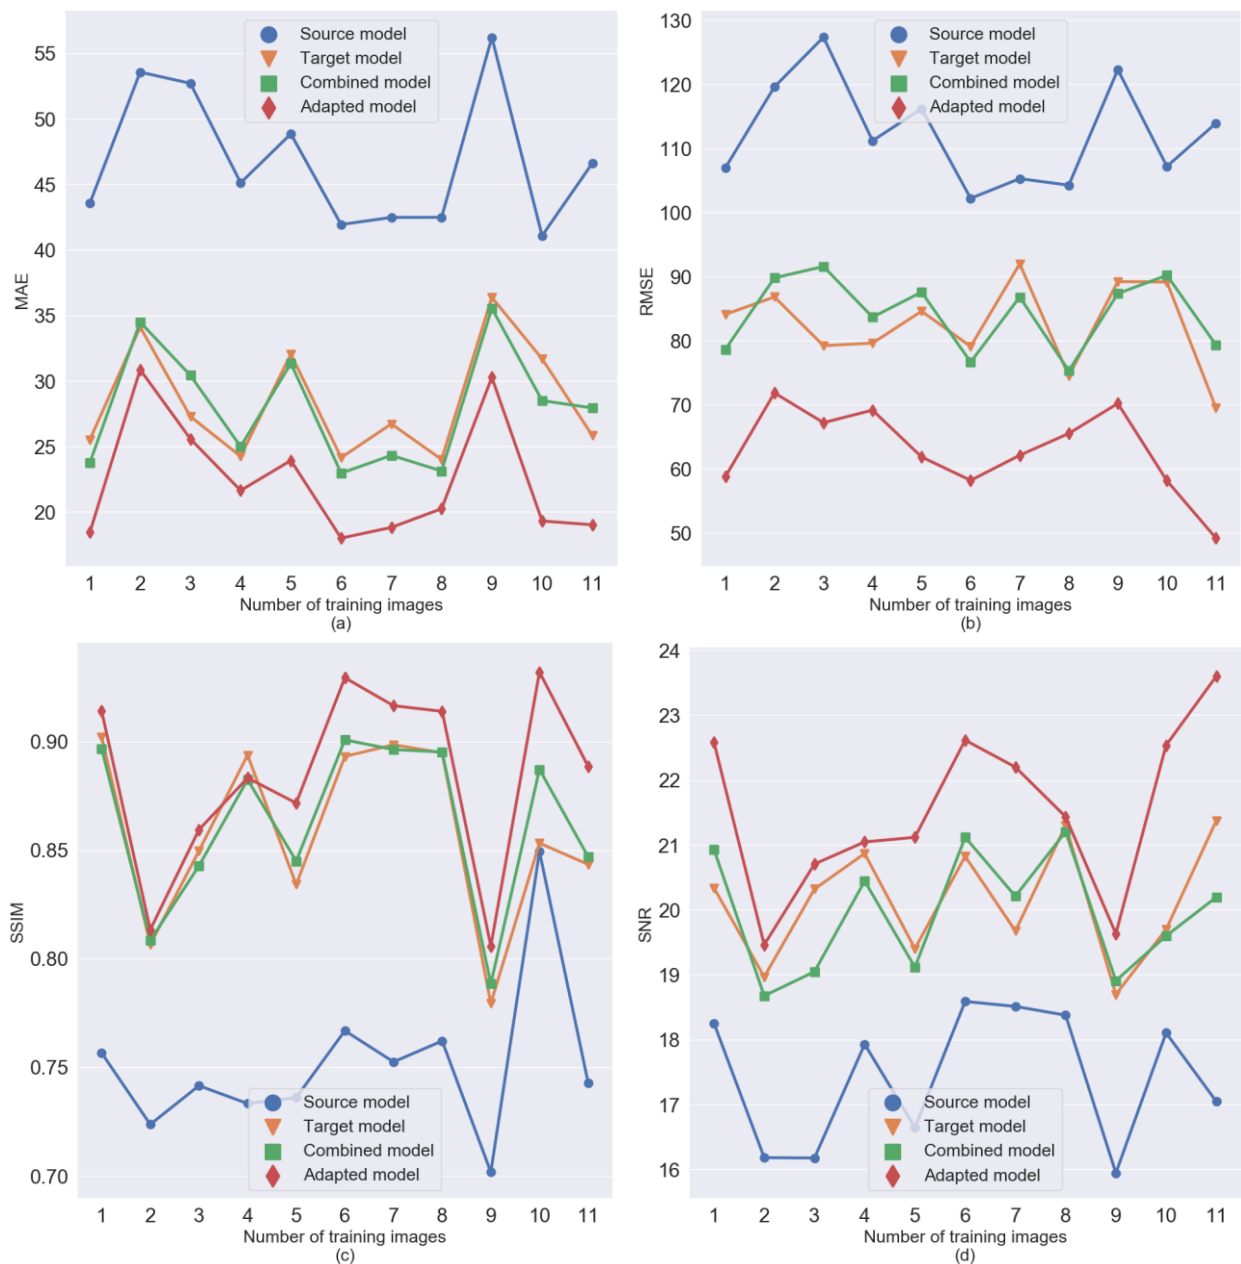 Source model
Target model
Combined model
Adapted model
55
50
45
40
35
30
25
20
MAE
1 2 3 4 5 6 7 8 9 10 11
Number of training images
(a)
Source model
Target model
Combined model
Adapted model
130
120
110
100
90
80
70
60
50
RMSE
1 2 3 4 5 6 7 8 9 10 11
Number of training images
(b)
0.90
0.85
0.80
0.75
0.70
SSIM
Source model
Target model
Combined model
Adapted model
1 2 3 4 5 6 7 8 9 10 11
Number of training images
(c)
24
23
22
21
20
19
18
17
16
SNR
Source model
Target model
Combined model
Adapted model
1 2 3 4 5 6 7 8 9 10 11
Number of training images
(d)